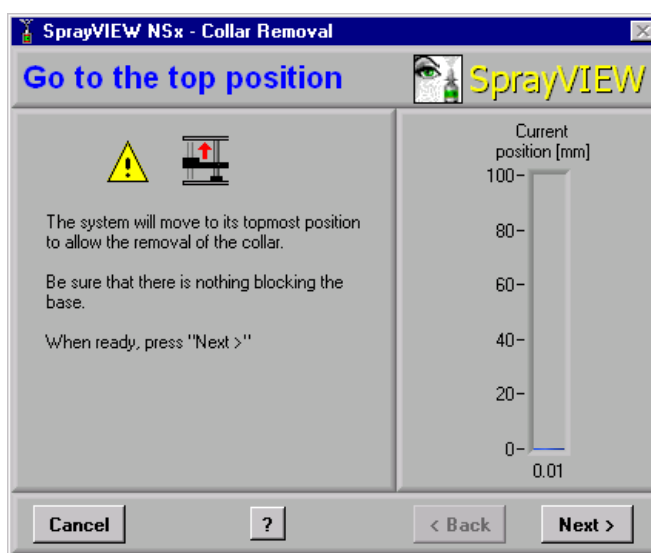 SprayVIEW NSx - Collar Removal
Go to the top position
SprayVIEW
The system will move to its topmost position
to allow the removal of the collar.
Be sure that there is nothing blocking the
base.
When ready, press "Next >"
Current
position [mm]
100
80
60
40
20
0
0.01
Cancel
?
< Back
Next >